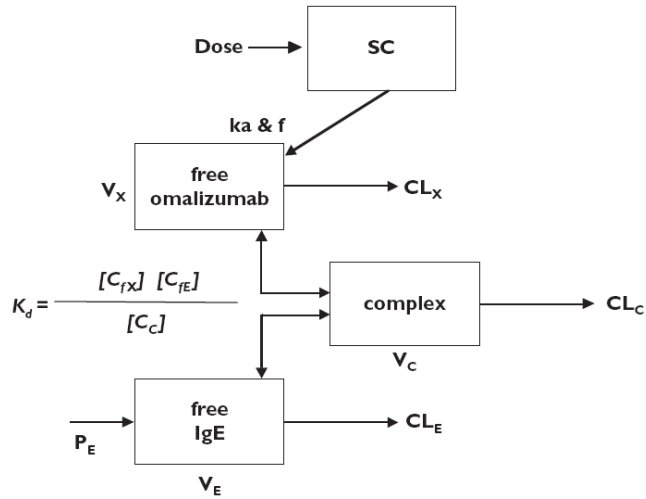 Dose
SC
ka & f
free
omalizumab
V_X
CL_X
K_d = [C_fX] [C_fE]
[C_C]
complex
CL_C
V_C
free
IgE
P_E
CL_E
V_E